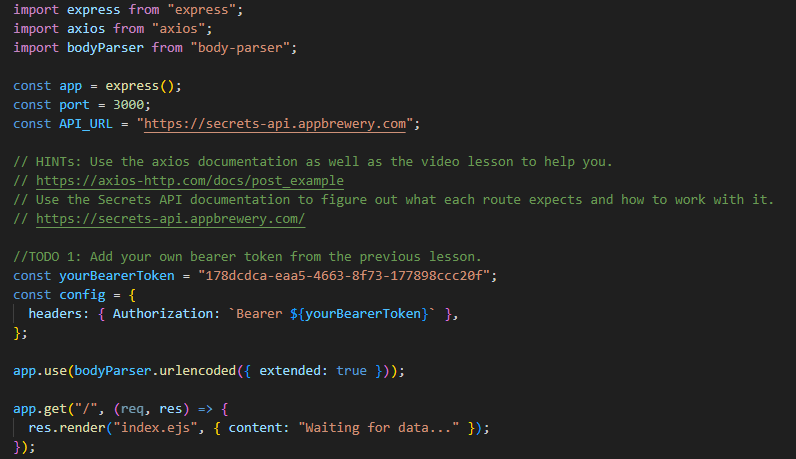 import express from "express";
import axios from "axios";
import bodyParser from "body-parser";
const app = express();
const port = 3000;
const API_URL = "https://secrets-api.appbrewery.com";
// HINTs: Use the axios documentation as well as the video lesson to help you.
// https://axios-http.com/docs/post_example
// Use the Secrets API documentation to figure out what each route expects and how to work with it.
// https://secrets-api.appbrewery.com/
//TODO 1: Add your own bearer token from the previous lesson.
const yourBearerToken = "178dcdca-eaa5-4663-8f73-177898ccc20f";
const config = {
  headers: { Authorization: `Bearer ${yourBearerToken}` },
};
app.use(bodyParser.urlencoded({ extended: true }));
app.get("/", (req, res) => {
  res.render("index.ejs", { content: "Waiting for data..." });
});